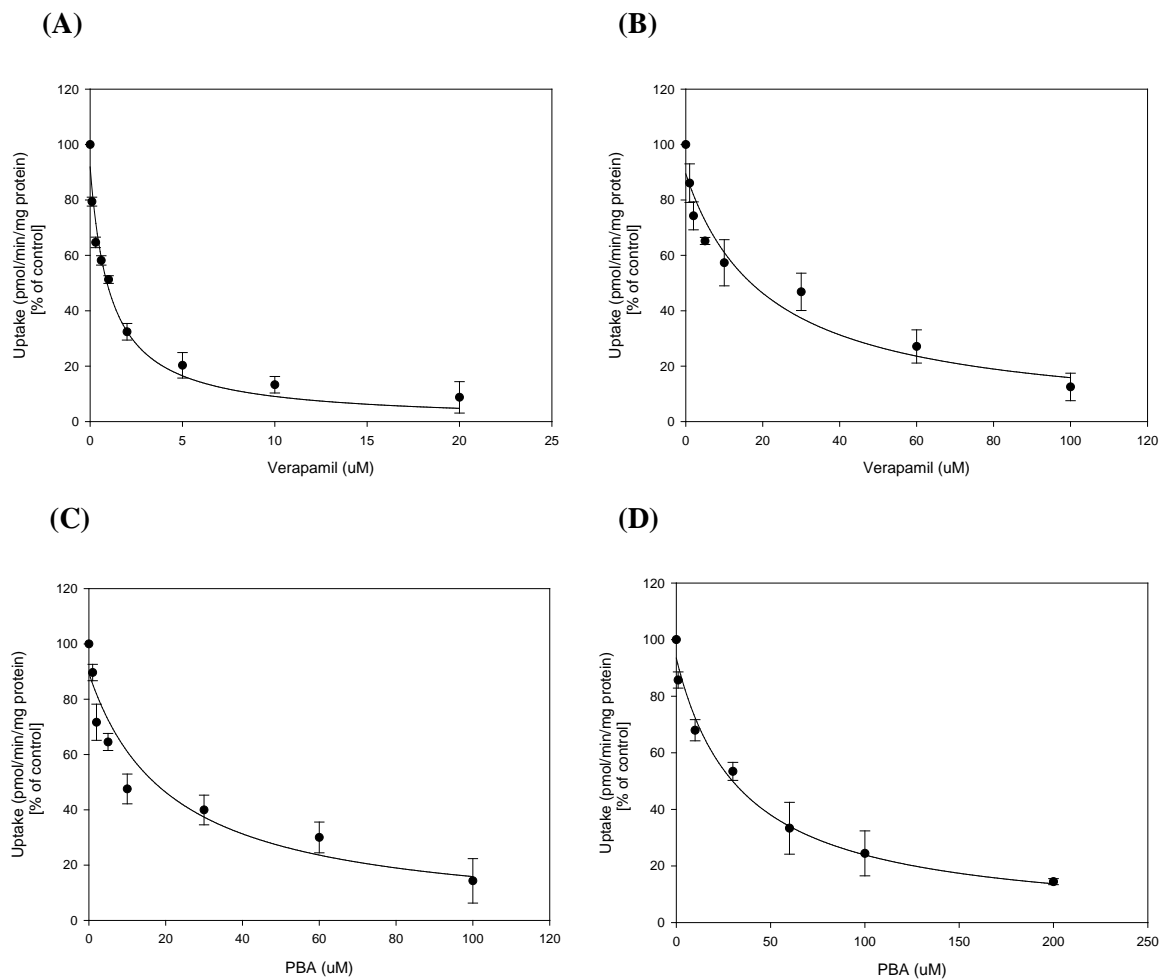 (A)
Uptake (pmol/min/mg protein)
[% of control]
120
100
80
60
40
20
0
0 5 10 15 20 25
Verapamil (uM)
(B)
Uptake (pmol/min/mg protein)
[% of control]
120
100
80
60
40
20
0
0 20 40 60 80 100 120
Verapamil (uM)
(C)
Uptake (pmol/min/mg protein)
[% of control]
120
100
80
60
40
20
0
0 20 40 60 80 100 120
PBA (uM)
(D)
Uptake (pmol/min/mg protein)
[% of control]
120
100
80
60
40
20
0
0 50 100 150 200 250
PBA (uM)